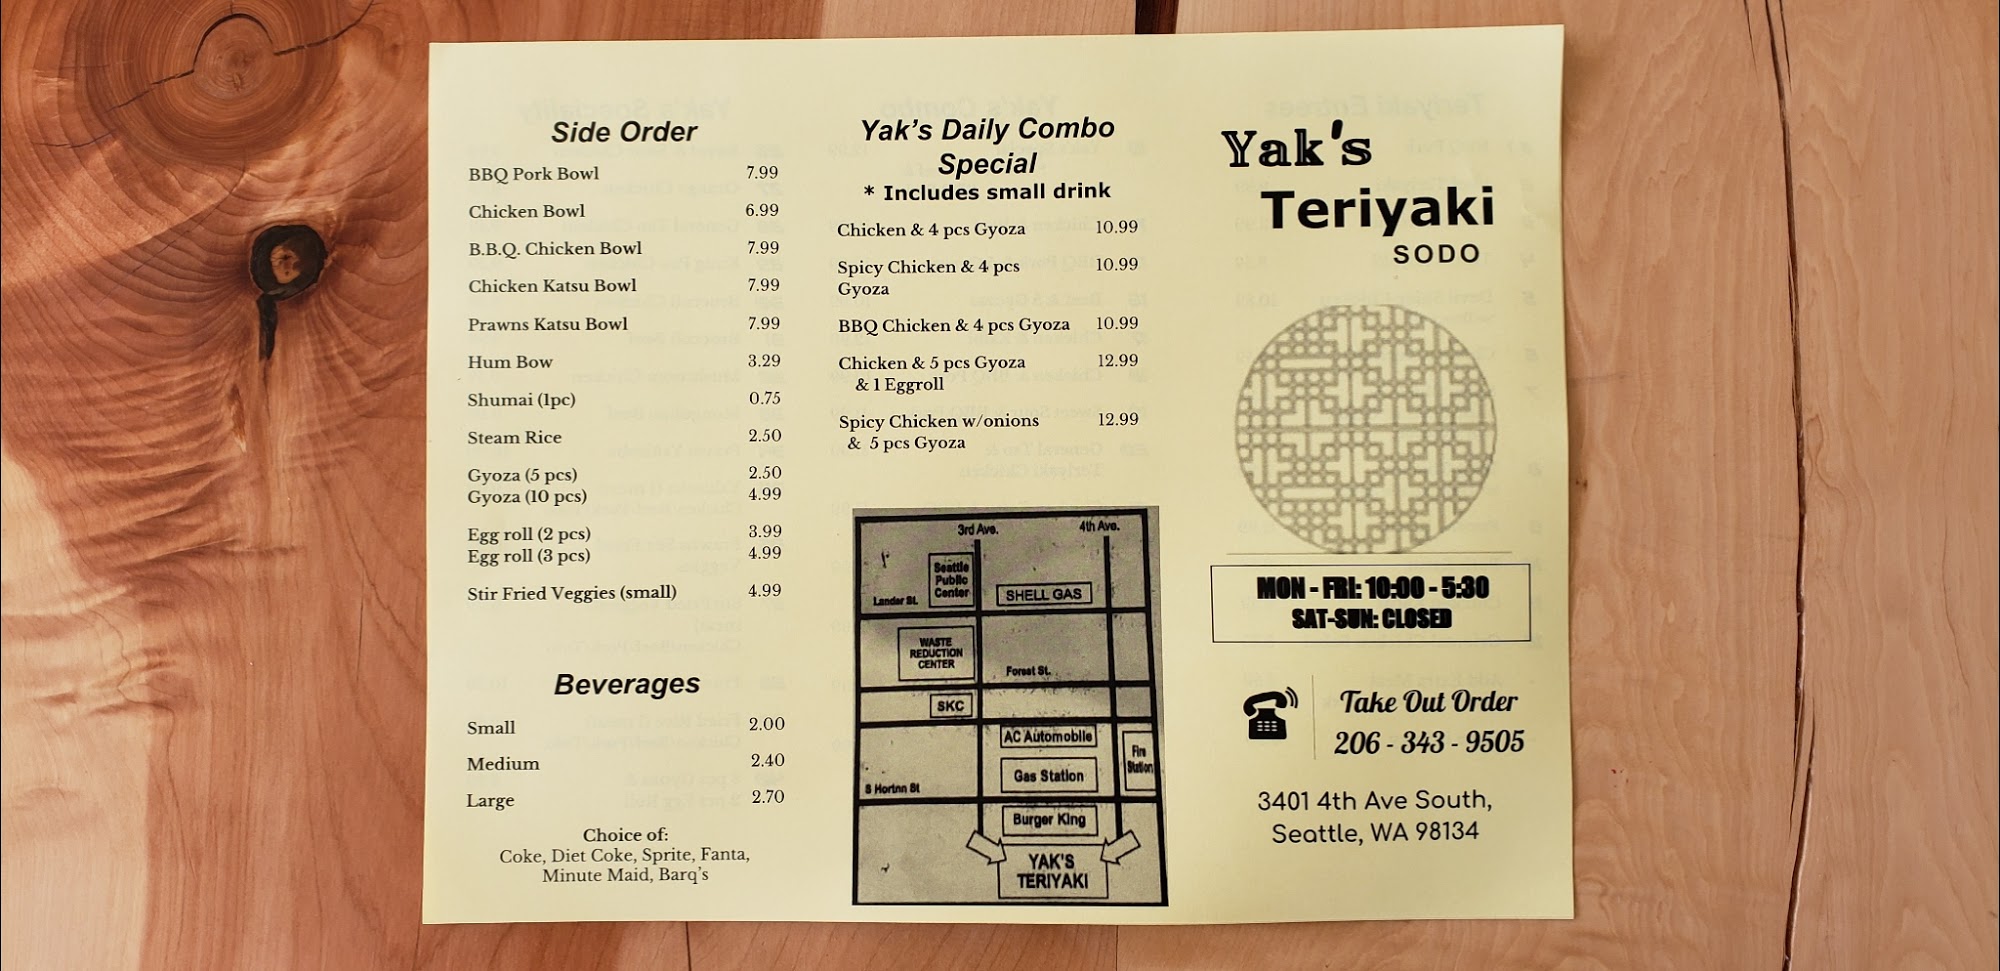 Side Order
BBQ Pork Bowl 7.99
Chicken Bowl 6.99
B.B.Q. Chicken Bowl 7.99
Chicken Katsu Bowl 7.99
Prawns Katsu Bowl 7.99
Hum Bow 3.29
Shumai (1pc) 0.75
Steam Rice 2.50
Gyoza (5 pcs) 2.50
Gyoza (10 pcs) 4.99
Egg roll (2 pcs) 3.99
Egg roll (3 pcs) 4.99
Stir Fried Veggies (small) 4.99
Beverages
Small 2.00
Medium 2.40
Large 2.70
Choice of:
Coke, Diet Coke, Sprite, Fanta,
Minute Maid, Barq's
Yak's Daily Combo
Special
* Includes small drink
Chicken & 4 pcs Gyoza 10.99
Spicy Chicken & 4 pcs 10.99
Gyoza
BBQ Chicken & 4 pcs Gyoza 10.99
Chicken & 5 pcs Gyoza 12.99
& 1 Eggroll
Spicy Chicken w/onions 12.99
& 5 pcs Gyoza
3rd Ave. 4th Ave.
Seattle
Public
Center
Lander St.
SHELL GAS
WASTE
REDUCTION
CENTER
Forest St.
SKC
AC Automobile
Fire
Station
Gas Station
S Horton St
Burger King
YAK'S
TERIYAKI
Yak's
Teriyaki
SODO
MON - FRI: 10:00 - 5:30
SAT-SUN: CLOSED
Take Out Order
206 - 343 - 9505
3401 4th Ave South,
Seattle, WA 98134